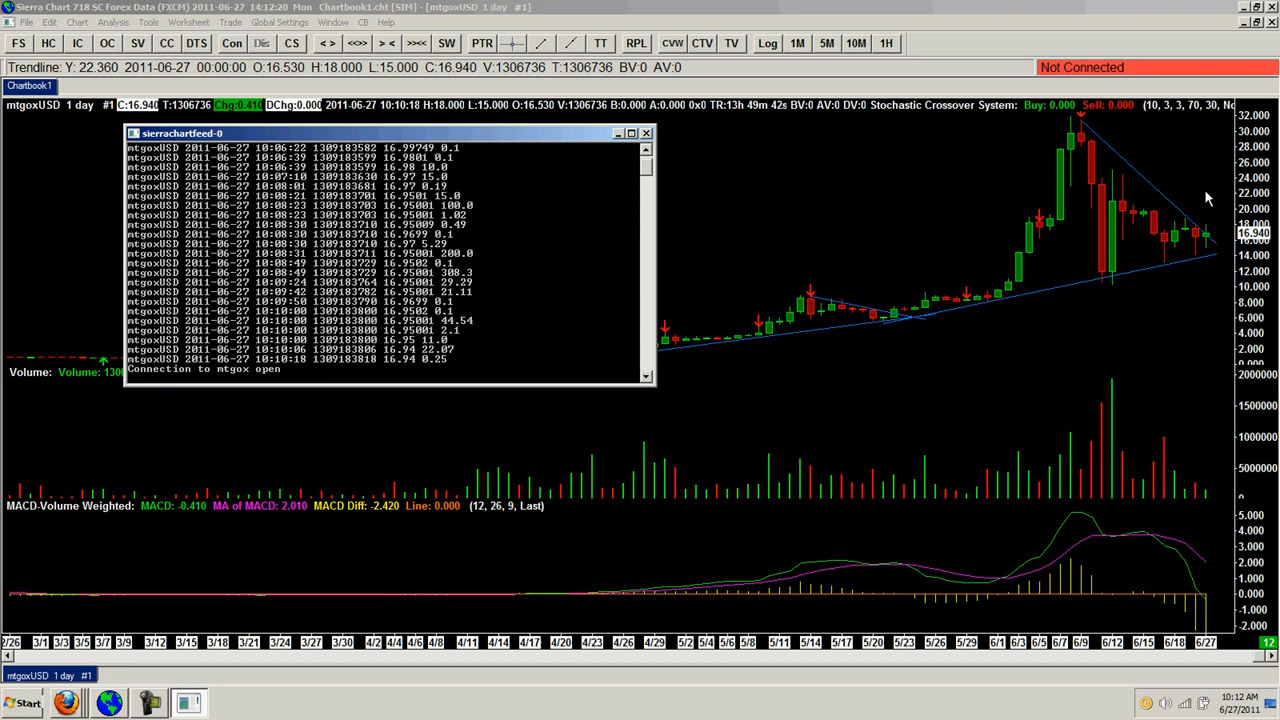 Sierra Chart 718 SC Forex Data (FXCM) 2011-06-27 14:12:20 Mon Chartbook1.cht [SIM] - [mtgoxUSD 1 day #1]
File Edit Chart Analysis Tools Worksheet Trade Global Settings Window CB Help
FS HC IC OC SV CC DTS Con Dis CS < > <<>> > < >><< SW PTR TT RPL CVW CTV TV Log 1M 5M 10M 1H
Trendline: Y: 22.360 2011-06-27 00:00:00 O:16.530 H:18.000 L:15.000 C:16.940 V:1306736 T:1306736 BV:0 AV:0 Not Connected
Chartbook1
mtgoxUSD 1 day #1 C:16.940 T:1306736 Chg:0.410 DChg:0.000 2011-06-27 10:10:18 H:18.000 L:15.000 O:16.530 V:1306736 B:0.000 A:0.000 0x0 TR:13h 49m 42s BV:0 AV:0 DV:0 Stochastic Crossover System: Buy: 0.000 Sell: 0.000 (10, 3, 3, 70, 30, No
sierrachartfeed-0
mtgoxUSD 2011-06-27 10:06:22 1309183582 16.99749 0.1
mtgoxUSD 2011-06-27 10:06:39 1309183599 16.9801 0.1
mtgoxUSD 2011-06-27 10:06:39 1309183599 16.98 10.0
mtgoxUSD 2011-06-27 10:07:10 1309183630 16.97 15.0
mtgoxUSD 2011-06-27 10:08:01 1309183681 16.97 0.19
mtgoxUSD 2011-06-27 10:08:21 1309183701 16.9501 15.0
mtgoxUSD 2011-06-27 10:08:23 1309183703 16.95001 100.0
mtgoxUSD 2011-06-27 10:08:23 1309183703 16.95001 1.02
mtgoxUSD 2011-06-27 10:08:30 1309183710 16.95009 0.49
mtgoxUSD 2011-06-27 10:08:30 1309183710 16.9699 0.1
mtgoxUSD 2011-06-27 10:08:30 1309183710 16.97 5.29
mtgoxUSD 2011-06-27 10:08:31 1309183711 16.95001 200.0
mtgoxUSD 2011-06-27 10:08:49 1309183729 16.9502 0.1
mtgoxUSD 2011-06-27 10:08:49 1309183729 16.95001 308.3
mtgoxUSD 2011-06-27 10:09:24 1309183764 16.95001 29.29
mtgoxUSD 2011-06-27 10:09:42 1309183782 16.95001 21.11
mtgoxUSD 2011-06-27 10:09:50 1309183790 16.9699 0.1
mtgoxUSD 2011-06-27 10:10:00 1309183800 16.9502 0.1
mtgoxUSD 2011-06-27 10:10:00 1309183800 16.95001 44.54
mtgoxUSD 2011-06-27 10:10:00 1309183800 16.95001 2.1
mtgoxUSD 2011-06-27 10:10:00 1309183800 16.95 11.0
mtgoxUSD 2011-06-27 10:10:06 1309183806 16.94 22.07
mtgoxUSD 2011-06-27 10:10:18 1309183818 16.94 0.25
Connection to mtgox open
32.000
30.000
28.000
26.000
24.000
22.000
20.000
18.000
16.940
14.000
12.000
10.000
8.000
6.000
4.000
2.000
Volume: Volume: 130
2000000
1500000
1000000
MACD-Volume Weighted: MACD: -0.410 MA of MACD: 2.010 MACD Diff: -2.420 Line: 0.000 (12, 26, 9, Last)
5.000
4.000
3.000
2.000
1.000
0.000
-1.000
-2.000
2/26 3/1 3/3 3/5 3/7 3/9 3/12 3/15 3/18 3/21 3/24 3/27 3/31 4/2 4/4 4/6 4/8 4/11 4/14 4/17 4/20 4/23 4/26 4/29 5/2 5/5 5/8 5/11 5/14 5/17 5/20 5/23 5/26 5/29 6/1 6/3 6/5 6/7 6/9 6/12 6/15 6/18 6/21 6/27 12
mtgoxUSD 1 day #1
Start
10:12 AM
6/27/2011